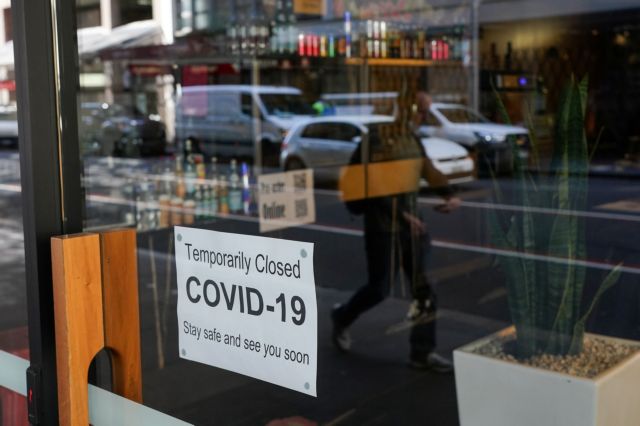 Temporarily Closed
COVID-19
Stay safe and see you soon
Online